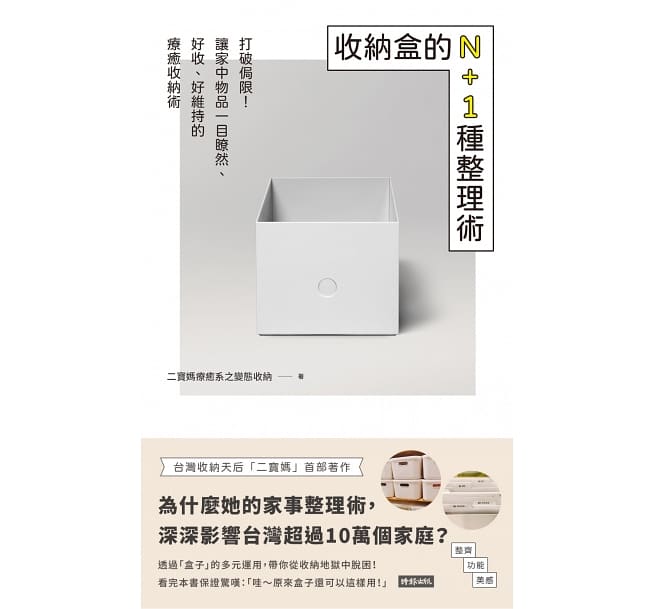 收納盒的N+1種整理術
打破侷限！
讓家中物品一目瞭然、
好收、好維持的
療癒收納術
二寶媽療癒系之變態收納 —— 著
台灣收納天后「二寶媽」首部著作
為什麼她的家事整理術，
深深影響台灣超過10萬個家庭？
透過「盒子」的多元運用，帶你從收納地獄中脫困！
看完本書保證驚嘆：「哇～原來盒子還可以這樣用！」
整齊
功能
美感
時報出版